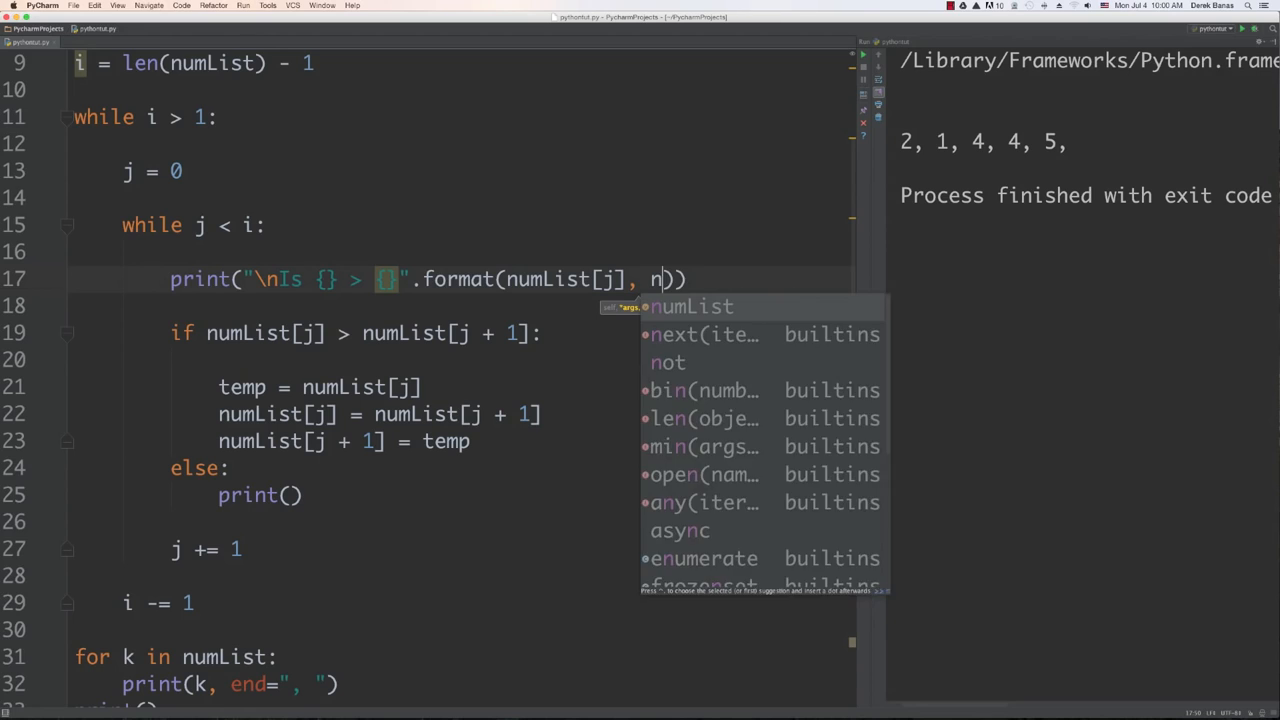 PyCharm File Edit View Navigate Code Refactor Run Tools VCS Window Help 10 Mon Jul 4 10:00 AM Derek Banas
pythontut.py - PyCharmProjects - [~/PycharmProjects]
PycharmProjects pythontut.py pythontut
pythontut.py Run: pythontut
9 i = len(numList) - 1
10
11 while i > 1:
12
13 j = 0
14
15 while j < i:
16
17 print("\nIs {} > {}".format(numList[j], n))
18
19 if numList[j] > numList[j + 1]:
20
21 temp = numList[j]
22 numList[j] = numList[j + 1]
23 numList[j + 1] = temp
24 else:
25 print()
26
27 j += 1
28
29 i -= 1
30
31 for k in numList:
32 print(k, end=", ")
33 print()
self, *args,
numList
next(ite… builtins
not
bin(numb… builtins
len(obje… builtins
min(args… builtins
open(nam… builtins
any(iter… builtins
async
enumerate builtins
frozenset builtins
to choose the selected (or first) suggestion and insert a dot afterwards >>
/Library/Frameworks/Python.frame
2, 1, 4, 4, 5,
Process finished with exit code
17:50 LF÷ UTF-8÷